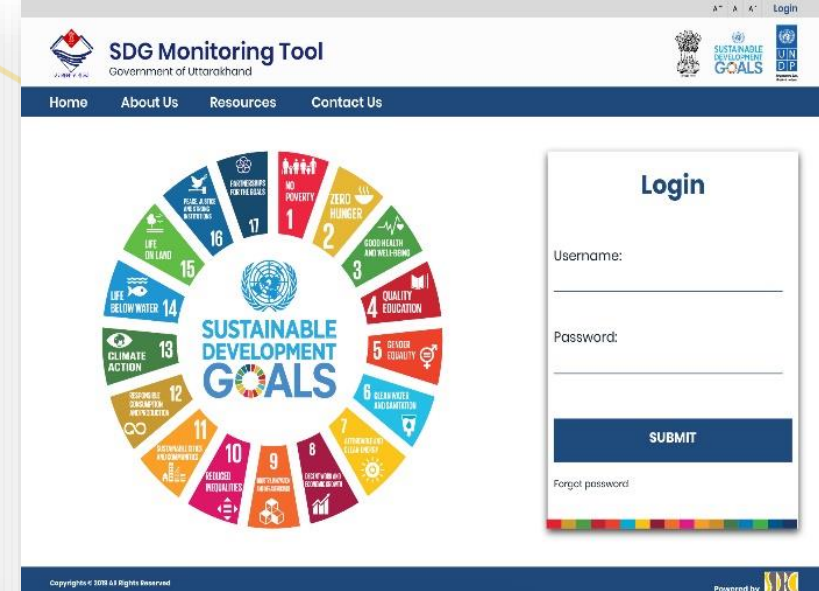 A⁺ A A⁻ Login
SDG Monitoring Tool
Government of Uttarakhand
SUSTAINABLE
DEVELOPMENT
GOALS
U N
D P
Home About Us Resources Contact Us
1 NO
POVERTY
2 ZERO
HUNGER
3 GOOD HEALTH
AND WELL-BEING
4 QUALITY
EDUCATION
5 GENDER
EQUALITY
6 CLEAN WATER
AND SANITATION
7 AFFORDABLE AND
CLEAN ENERGY
8 DECENT WORK AND
ECONOMIC GROWTH
9
10 REDUCED
INEQUALITIES
11 SUSTAINABLE CITIES
AND COMMUNITIES
12 RESPONSIBLE
CONSUMPTION
AND PRODUCTION
13 CLIMATE
ACTION
14 LIFE
BELOW WATER
15 LIFE
ON LAND
16 PEACE, JUSTICE
AND STRONG
INSTITUTIONS
17 PARTNERSHIPS
FOR THE GOALS
SUSTAINABLE
DEVELOPMENT
GOALS
Login
Username:
Password:
SUBMIT
Forgot password
Copyrights © 2018 All Rights Reserved
Powered by